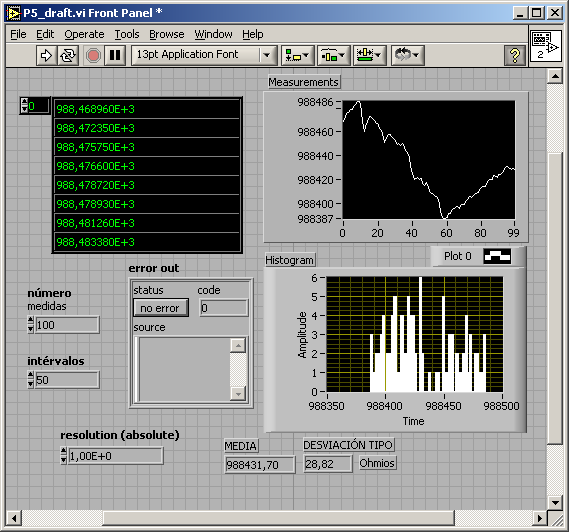 P5_draft.vi Front Panel *
File Edit Operate Tools Browse Window Help
13pt Application Font
?
2
Measurements
0
988,468960E+3
988,472350E+3
988,475750E+3
988,476600E+3
988,478720E+3
988,478930E+3
988,481260E+3
988,483380E+3
988486
988460
988440
988420
988400
988387
0 20 40 60 80 99
Plot 0
error out
status code
no error 0
source
número
medidas
100
intérvalos
50
Histogram
Amplitude
6
5
4
3
2
1
0
988350 988400 988450 988500
Time
resolution (absolute)
1,00E+0
MEDIA DESVIACIÓN TIPO
988431,70 28,82 Ohmios